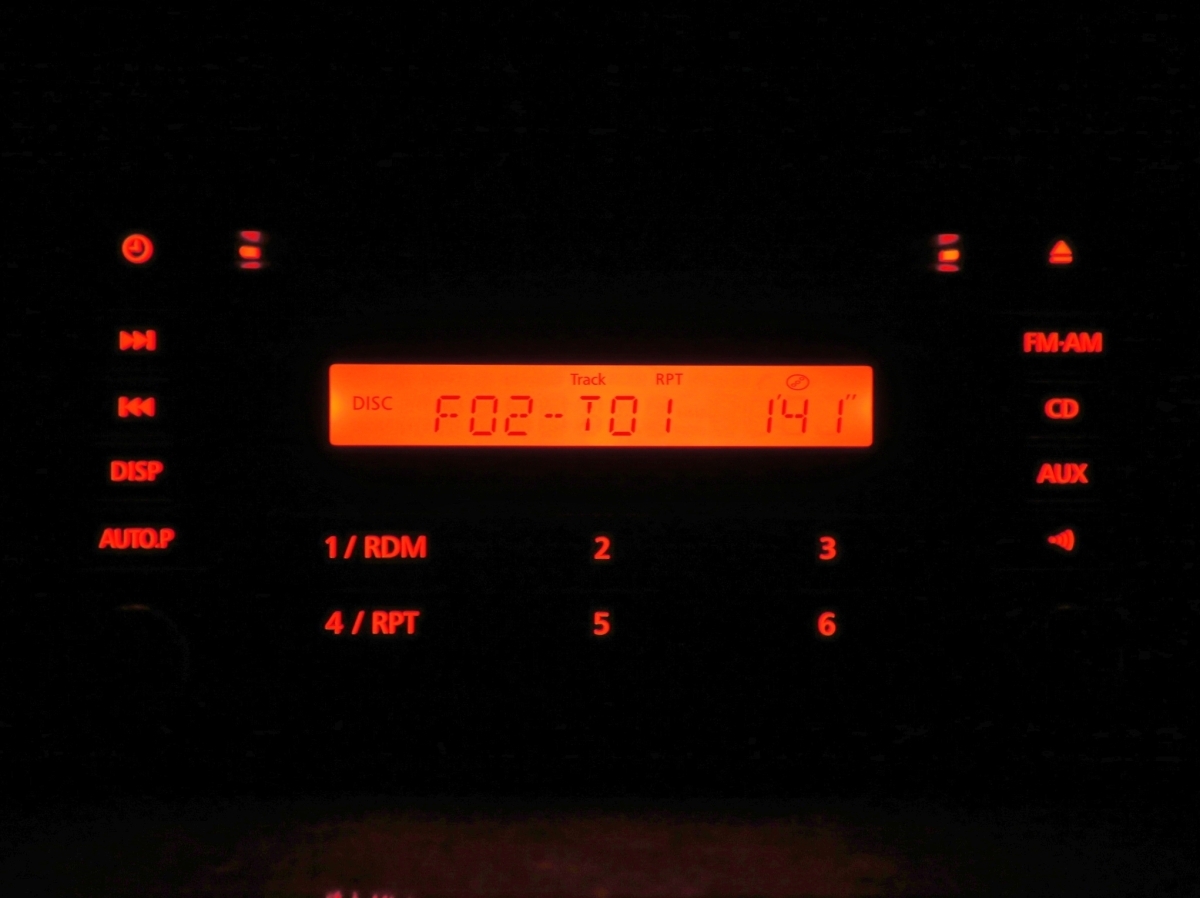 FM·AM
Track RPT
DISC F02-T01 1'41"
CD
DISP
AUX
AUTO.P
1 / RDM 2 3
4 / RPT 5 6